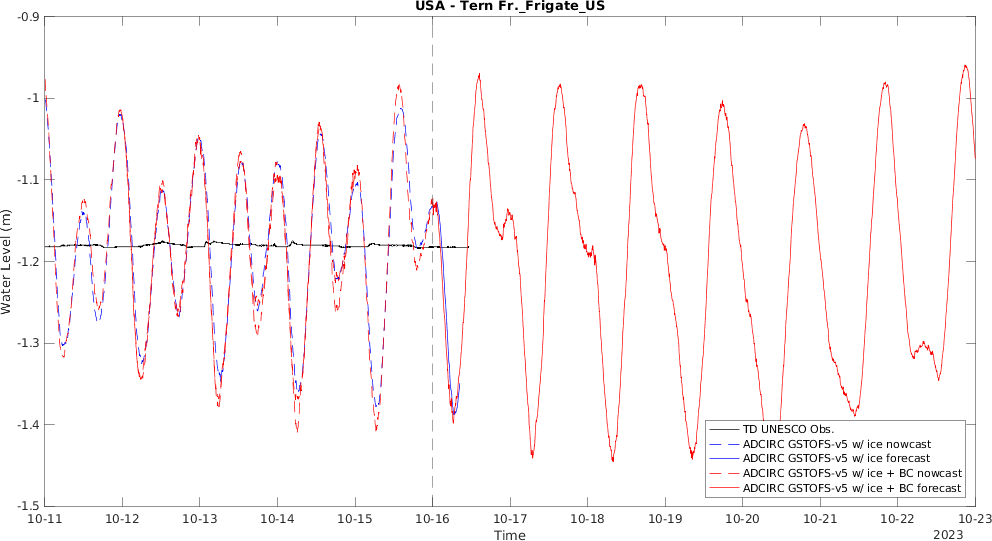 USA - Tern Fr._Frigate_US
Water Level (m)
-0.9
-1
-1.1
-1.2
-1.3
-1.4
-1.5
TD UNESCO Obs.
ADCIRC GSTOFS-v5 w/ ice nowcast
ADCIRC GSTOFS-v5 w/ ice forecast
ADCIRC GSTOFS-v5 w/ ice + BC nowcast
ADCIRC GSTOFS-v5 w/ ice + BC forecast
10-11 10-12 10-13 10-14 10-15 10-16 10-17 10-18 10-19 10-20 10-21 10-22 10-23
Time
2023